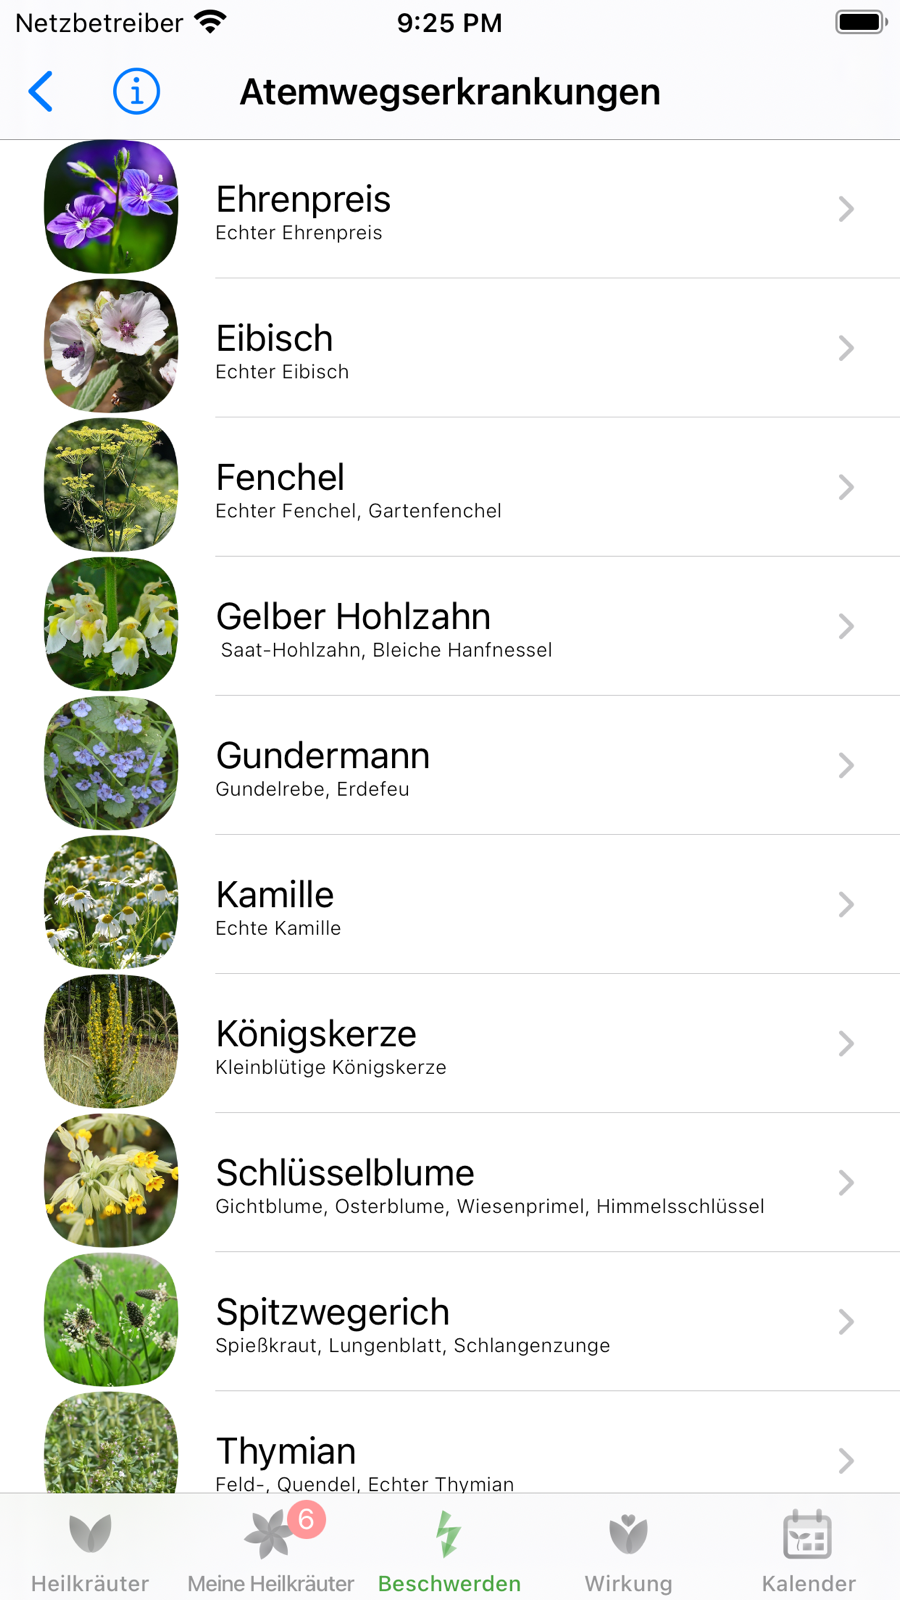 Netzbetreiber 9:25 PM
Atemwegserkrankungen
Ehrenpreis
Echter Ehrenpreis
Eibisch
Echter Eibisch
Fenchel
Echter Fenchel, Gartenfenchel
Gelber Hohlzahn
Saat-Hohlzahn, Bleiche Hanfnessel
Gundermann
Gundelrebe, Erdefeu
Kamille
Echte Kamille
Königskerze
Kleinblütige Königskerze
Schlüsselblume
Gichtblume, Osterblume, Wiesenprimel, Himmelsschlüssel
Spitzwegerich
Spießkraut, Lungenblatt, Schlangenzunge
Thymian
Feld-, Quendel, Echter Thymian
6
Heilkräuter Meine Heilkräuter Beschwerden Wirkung Kalender